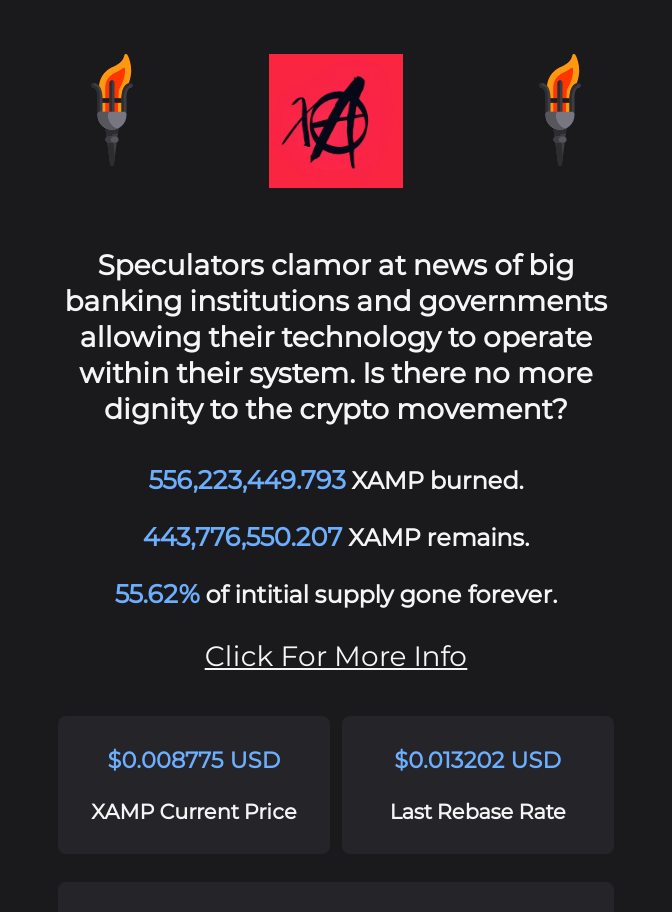 XA
Speculators clamor at news of big
banking institutions and governments
allowing their technology to operate
within their system. Is there no more
dignity to the crypto movement?
556,223,449.793 XAMP burned.
443,776,550.207 XAMP remains.
55.62% of intitial supply gone forever.
Click For More Info
$0.008775 USD
XAMP Current Price
$0.013202 USD
Last Rebase Rate